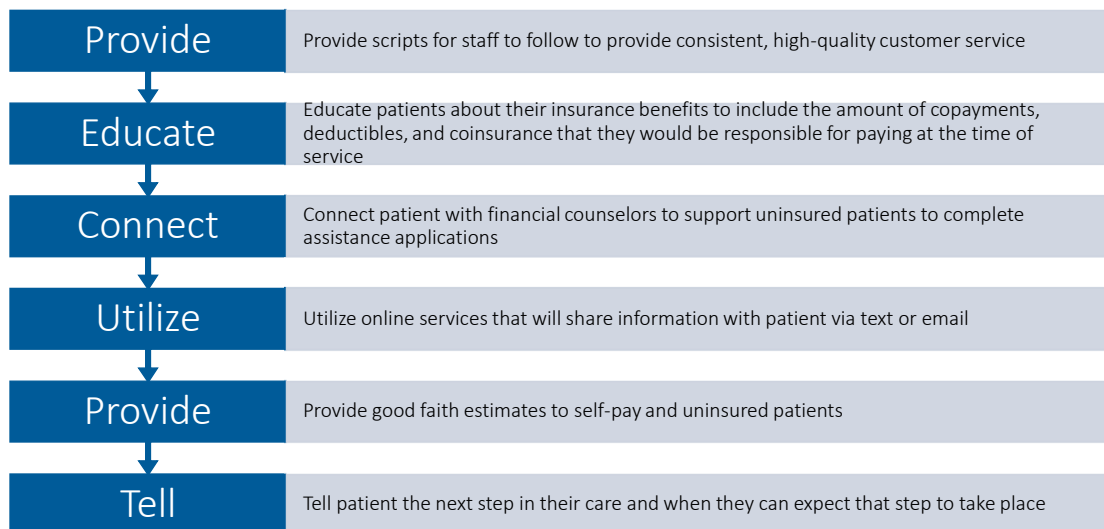 Provide
Provide scripts for staff to follow to provide consistent, high-quality customer service
Educate
Educate patients about their insurance benefits to include the amount of copayments,
deductibles, and coinsurance that they would be responsible for paying at the time of
service
Connect
Connect patient with financial counselors to support uninsured patients to complete
assistance applications
Utilize
Utilize online services that will share information with patient via text or email
Provide
Provide good faith estimates to self-pay and uninsured patients
Tell
Tell patient the next step in their care and when they can expect that step to take place